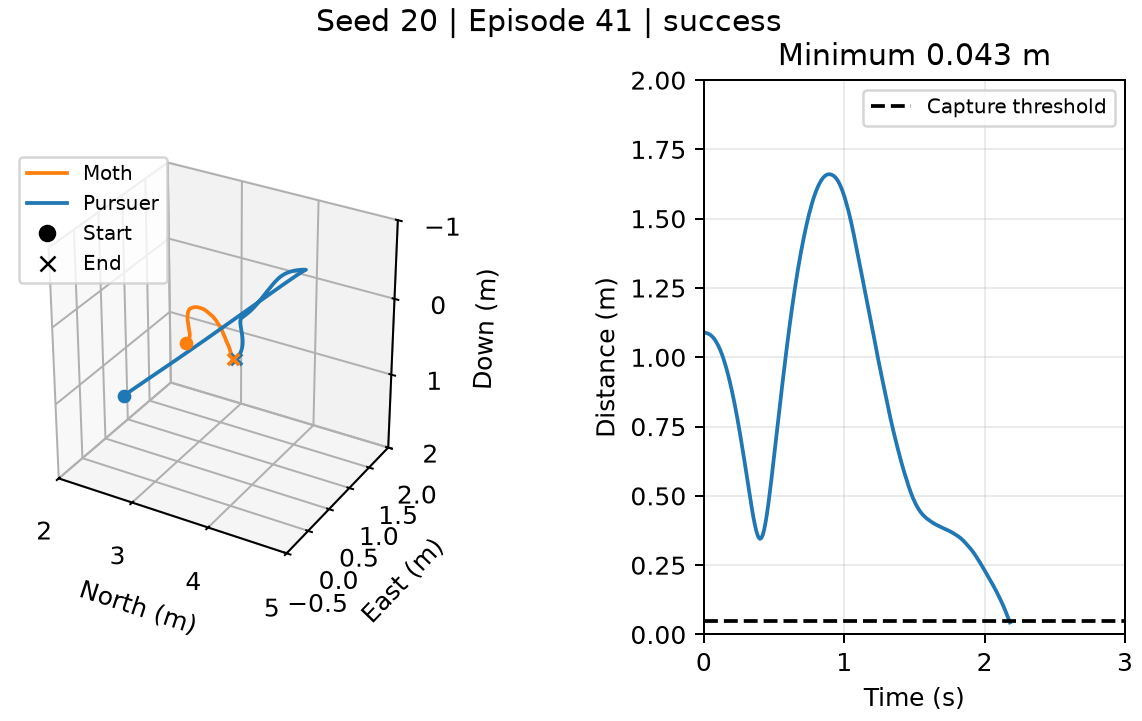 Seed 20 | Episode 41 | success
Moth
Pursuer
Start
End
−1
0
1
2
Down (m)
2
3
4
5
North (m)
−0.5
0.0
0.5
1.0
1.5
2.0
East (m)
Minimum 0.043 m
Capture threshold
2.00
1.75
1.50
1.25
1.00
0.75
0.50
0.25
0.00
Distance (m)
0
1
2
3
Time (s)